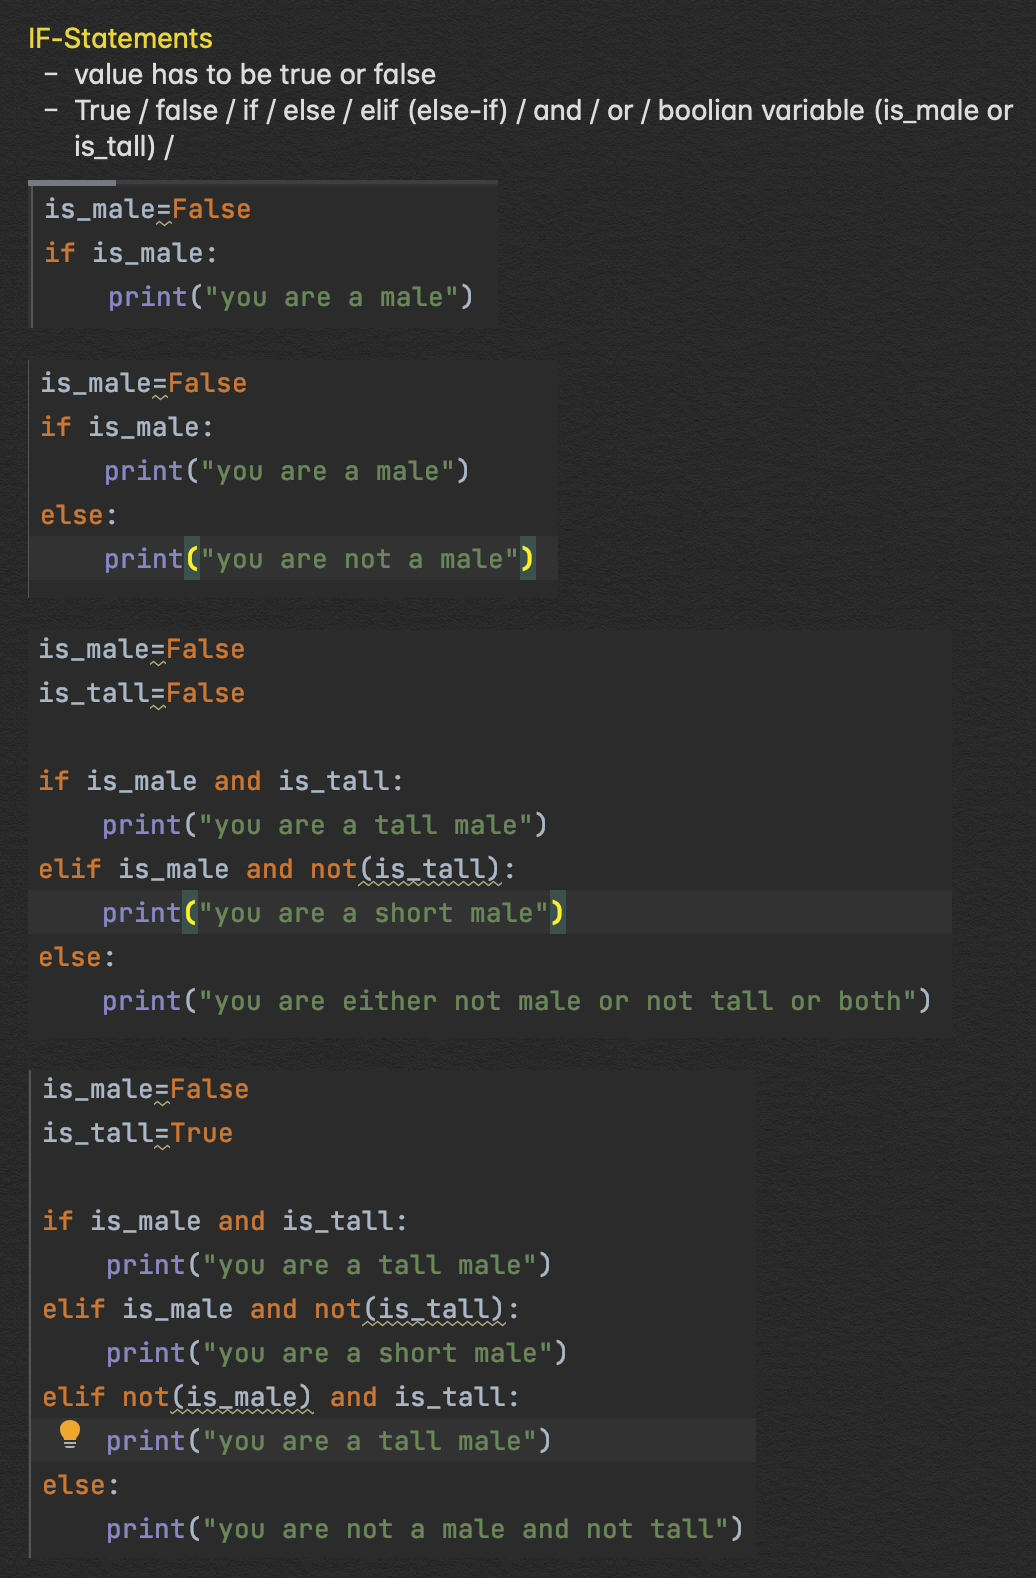 IF-Statements
- value has to be true or false
- True / false / if / else / elif (else-if) / and / or / boolian variable (is_male or
is_tall) /
is_male=False
if is_male:
    print("you are a male")
is_male=False
if is_male:
    print("you are a male")
else:
    print("you are not a male")
is_male=False
is_tall=False
if is_male and is_tall:
    print("you are a tall male")
elif is_male and not(is_tall):
    print("you are a short male")
else:
    print("you are either not male or not tall or both")
is_male=False
is_tall=True
if is_male and is_tall:
    print("you are a tall male")
elif is_male and not(is_tall):
    print("you are a short male")
elif not(is_male) and is_tall:
    print("you are a tall male")
else:
    print("you are not a male and not tall")